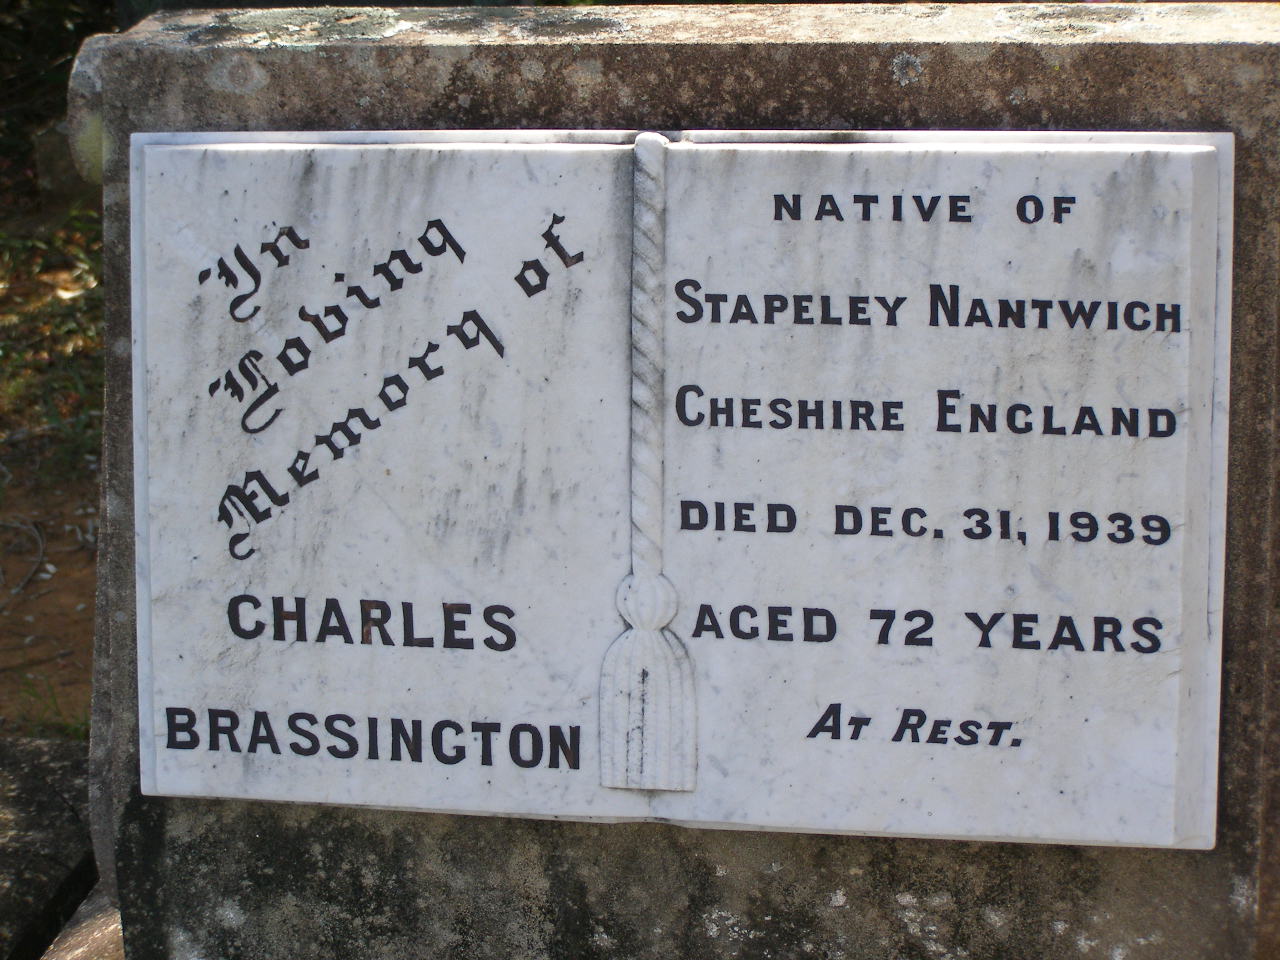 In
Loving
Memory of
CHARLES
BRASSINGTON
NATIVE OF
STAPELEY NANTWICH
CHESHIRE ENGLAND
DIED DEC. 31, 1939
AGED 72 YEARS
AT REST.